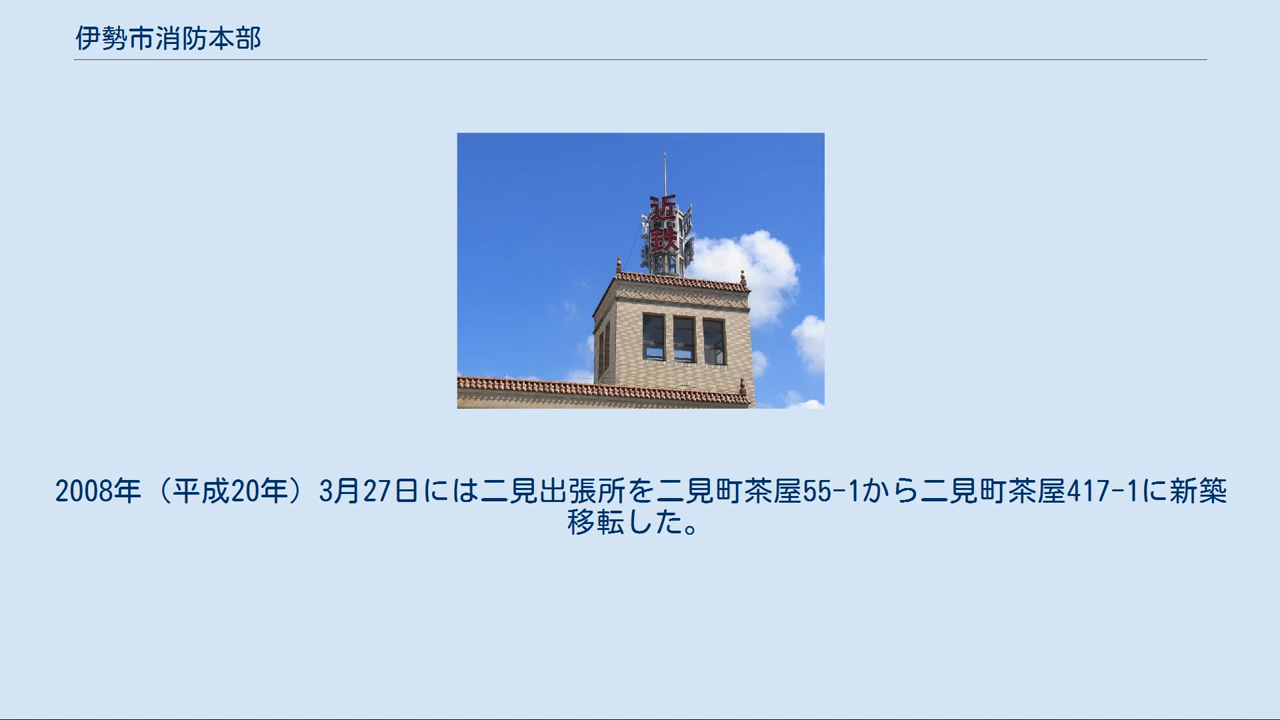 伊勢市消防本部
近
鉄
2008年（平成20年）3月27日には二見出張所を二見町茶屋55-1から二見町茶屋417-1に新築
移転した。